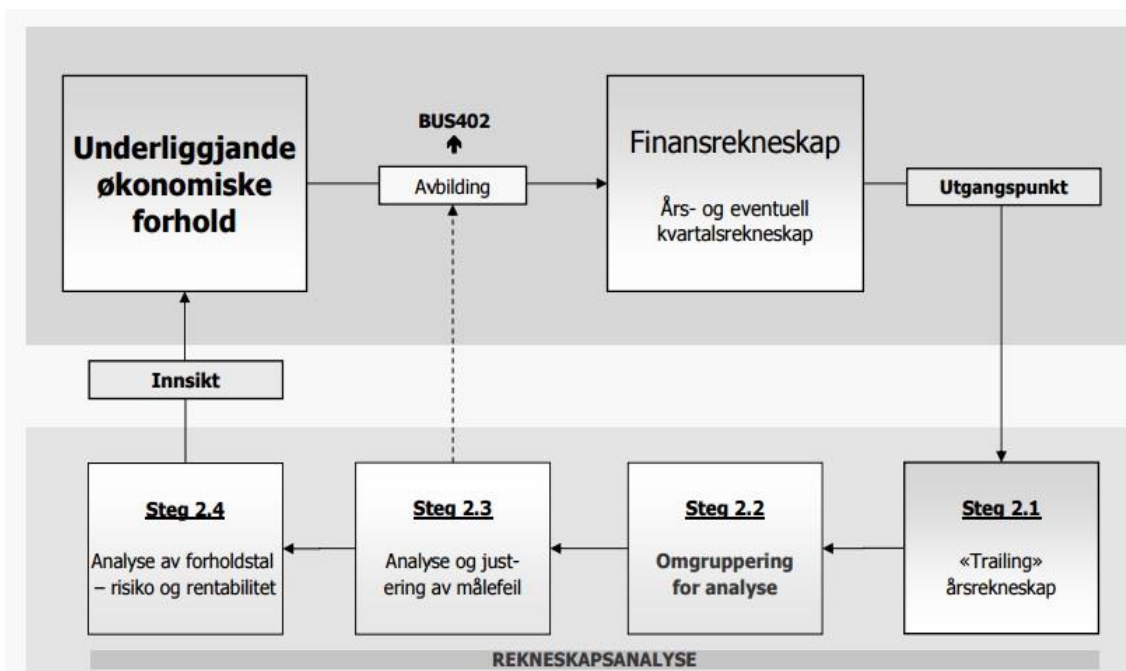 Underliggjande
økonomiske
forhold
BUS402
Avbilding
Finansrekneskap
Års- og eventuell
kvartalsrekneskap
Utgangspunkt
Innsikt
Steg 2.4
Analyse av forholdstal
– risiko og rentabilitet
Steg 2.3
Analyse og just-
ering av målefeil
Steg 2.2
Omgruppering
for analyse
Steg 2.1
«Trailing»
årsrekneskap
REKNESKAPSANALYSE